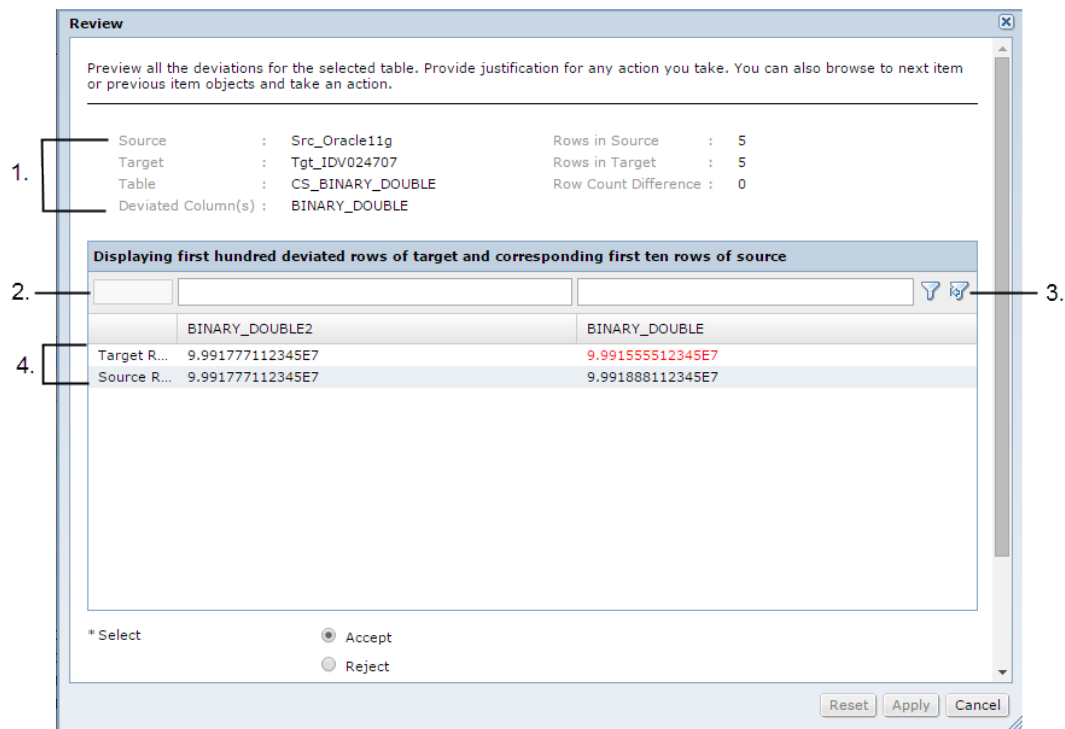 Review
Preview all the deviations for the selected table. Provide justification for any action you take. You can also browse to next item
or previous item objects and take an action.
1.
Source : Src_Oracle11g Rows in Source : 5
Target : Tgt_IDV024707 Rows in Target : 5
Table : CS_BINARY_DOUBLE Row Count Difference : 0
Deviated Column(s) : BINARY_DOUBLE
Displaying first hundred deviated rows of target and corresponding first ten rows of source
2. 3.
BINARY_DOUBLE2 BINARY_DOUBLE
4.
Target R... 9.991777112345E7 9.991555512345E7
Source R... 9.991777112345E7 9.991888112345E7
* Select Accept
Reject
Reset Apply Cancel